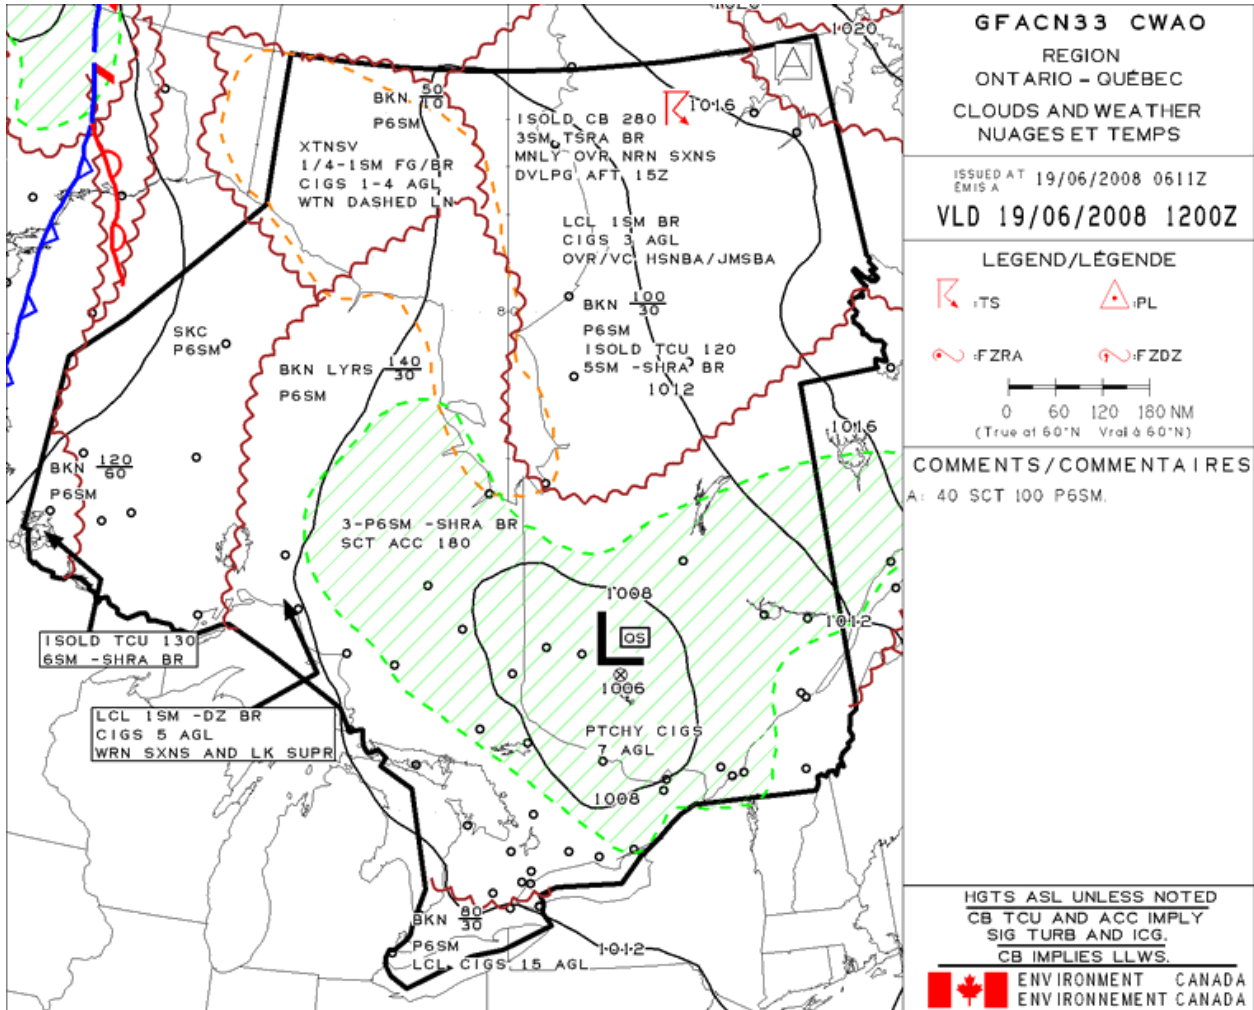 1020
1020
BKN 50/10
P6SM
XTNSV
1/4-1SM FG/BR
CIGS 1-4 AGL
WTN DASHED LN
ISOLD CB 280
3SM TSRA BR
MNLY OVR NRN SXNS
DVLPG AFT 15Z
1016
A
LCL 1SM BR
CIGS 3 AGL
OVR/VC HSNBA/JMSBA
80
BKN 100/30
P6SM
ISOLD TCU 120
5SM -SHRA BR
1012
SKC
P6SM
BKN LYRS 140/30
P6SM
1016
BKN 120/60
P6SM
3-P6SM -SHRA BR
SCT ACC 180
1008
1012
L QS
1006
ISOLD TCU 130
6SM -SHRA BR
LCL 1SM -DZ BR
CIGS 5 AGL
WRN SXNS AND LK SUPR
PTCHY CIGS
7 AGL
1008
BKN 80/30
P6SM
LCL CIGS 15 AGL
1012
GFACN33 CWAO
REGION
ONTARIO - QUÉBEC
CLOUDS AND WEATHER
NUAGES ET TEMPS
ISSUED AT 19/06/2008 0611Z
ÉMIS A
VLD 19/06/2008 1200Z
LEGEND/LÉGENDE
:TS :PL
:FZRA :FZDZ
0 60 120 180 NM
(True at 60°N Vrai à 60°N)
COMMENTS/COMMENTAIRES
A: 40 SCT 100 P6SM.
HGTS ASL UNLESS NOTED
CB TCU AND ACC IMPLY
SIG TURB AND ICG.
CB IMPLIES LLWS.
ENVIRONMENT CANADA
ENVIRONNEMENT CANADA